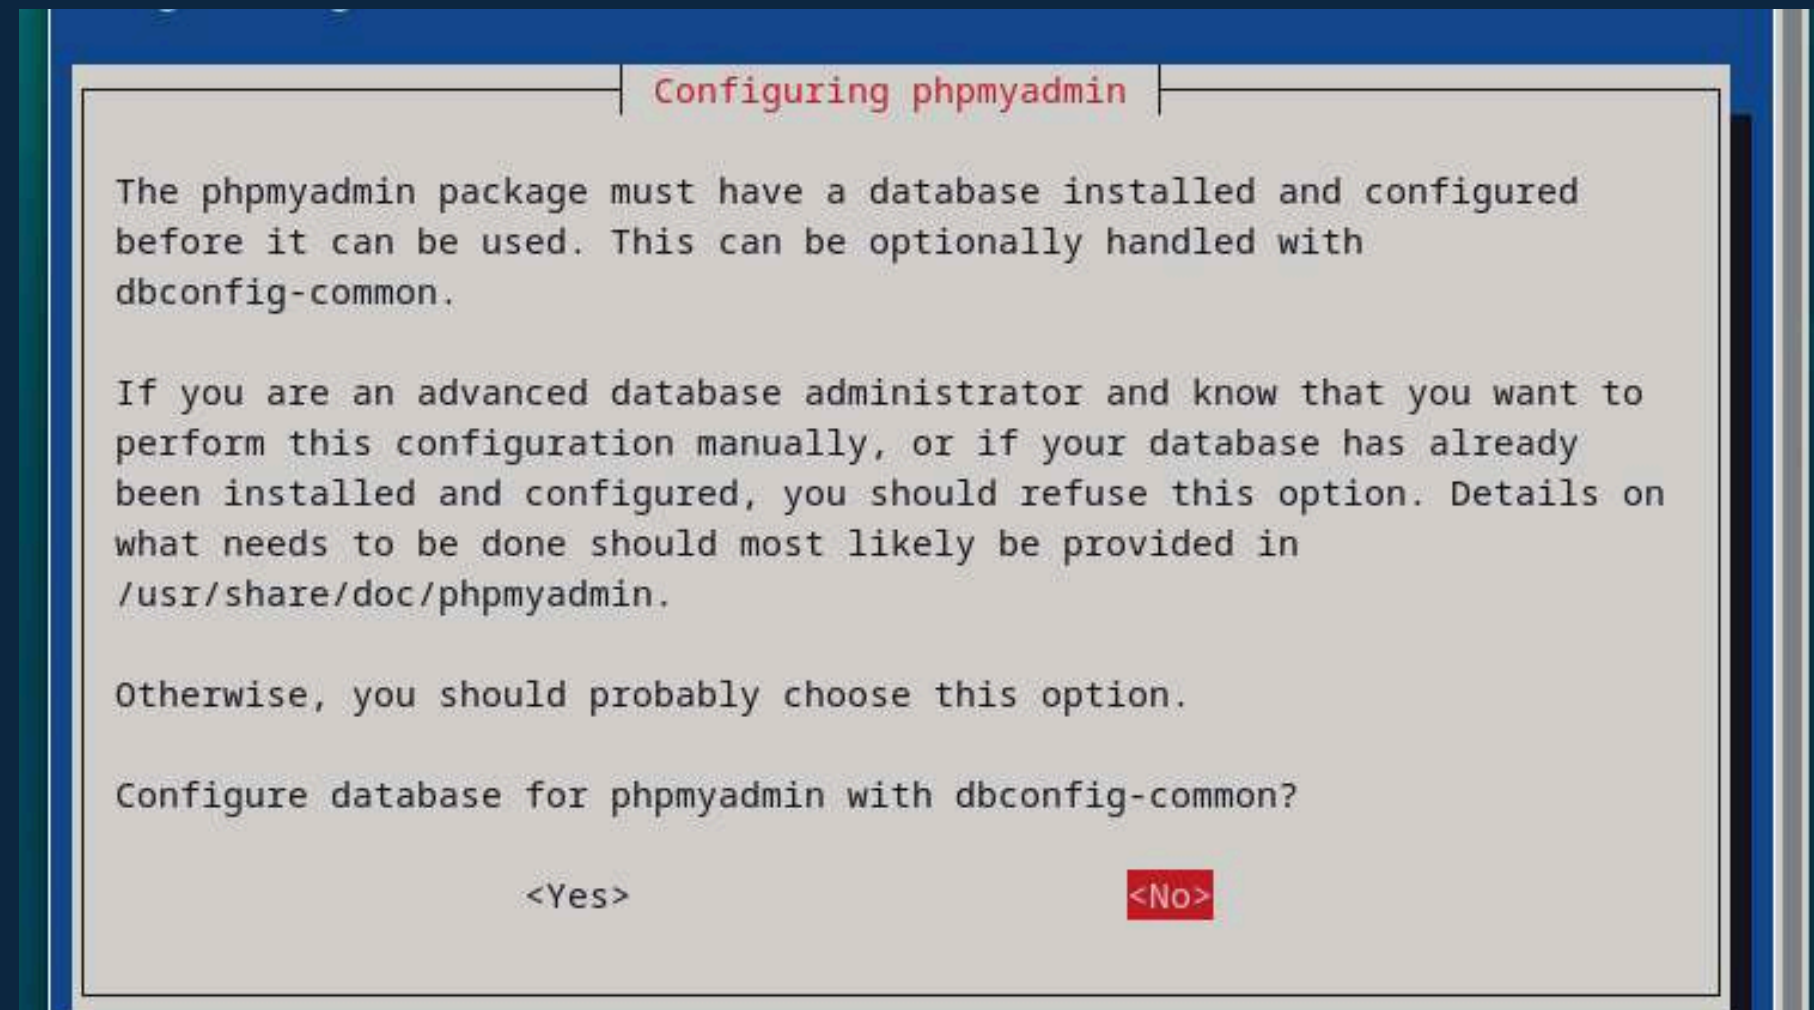 Configuring phpmyadmin
The phpmyadmin package must have a database installed and configured
before it can be used. This can be optionally handled with
dbconfig-common.
If you are an advanced database administrator and know that you want to
perform this configuration manually, or if your database has already
been installed and configured, you should refuse this option. Details on
what needs to be done should most likely be provided in
/usr/share/doc/phpmyadmin.
Otherwise, you should probably choose this option.
Configure database for phpmyadmin with dbconfig-common?
<Yes> <No>